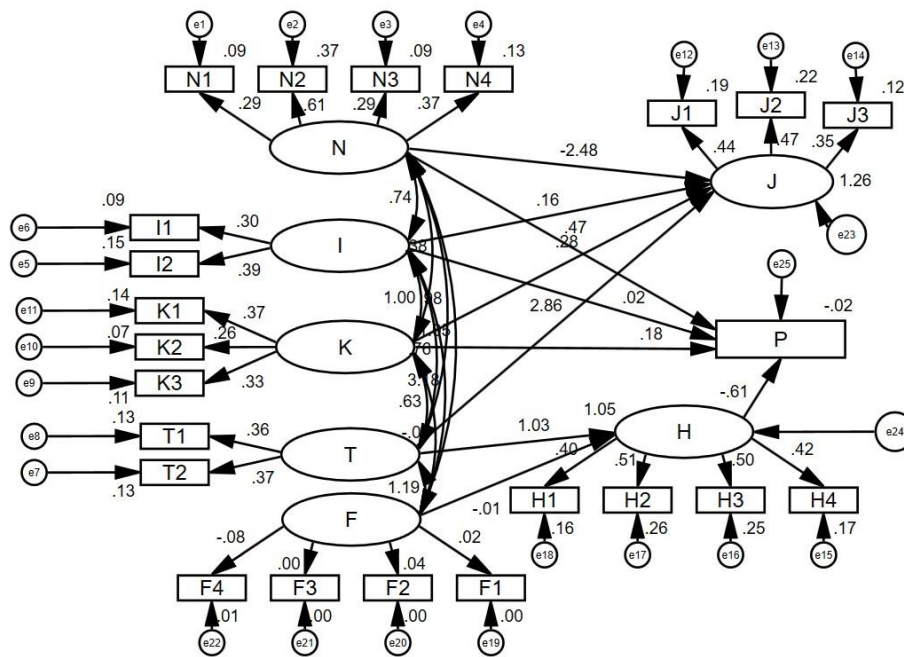 e1 e2 e3 e4
.09 .37 .09 .13
N1 N2 N3 N4
.29 .61 .29 .37
N
e12 e13 e14
.19 .22 .12
J1 J2 J3
.44 .47 .35
J
1.26
e23
-2.48
.74
.16
.47
.28
.09
e6 I1 .30
.15
e5 I2 .39
I
.38
e25
-.02
P
1.00 .98
2.86
.02
.18
.14
e11 K1 .37
.07
e10 K2 .26
K
e9 K3 .33
.11
.76
3.18
.63
-.61
.13
e8 T1 .36
e7 T2 .37
.13
T
1.03
1.05
H
e24
.40 .51 .50 .42
H1 H2 H3 H4
.16 .26 .25 .17
e18 e17 e16 e15
1.19
-.01
F
-.08 .00 .04 .02
F4 F3 F2 F1
.01 .00 .00 .00
e22 e21 e20 e19